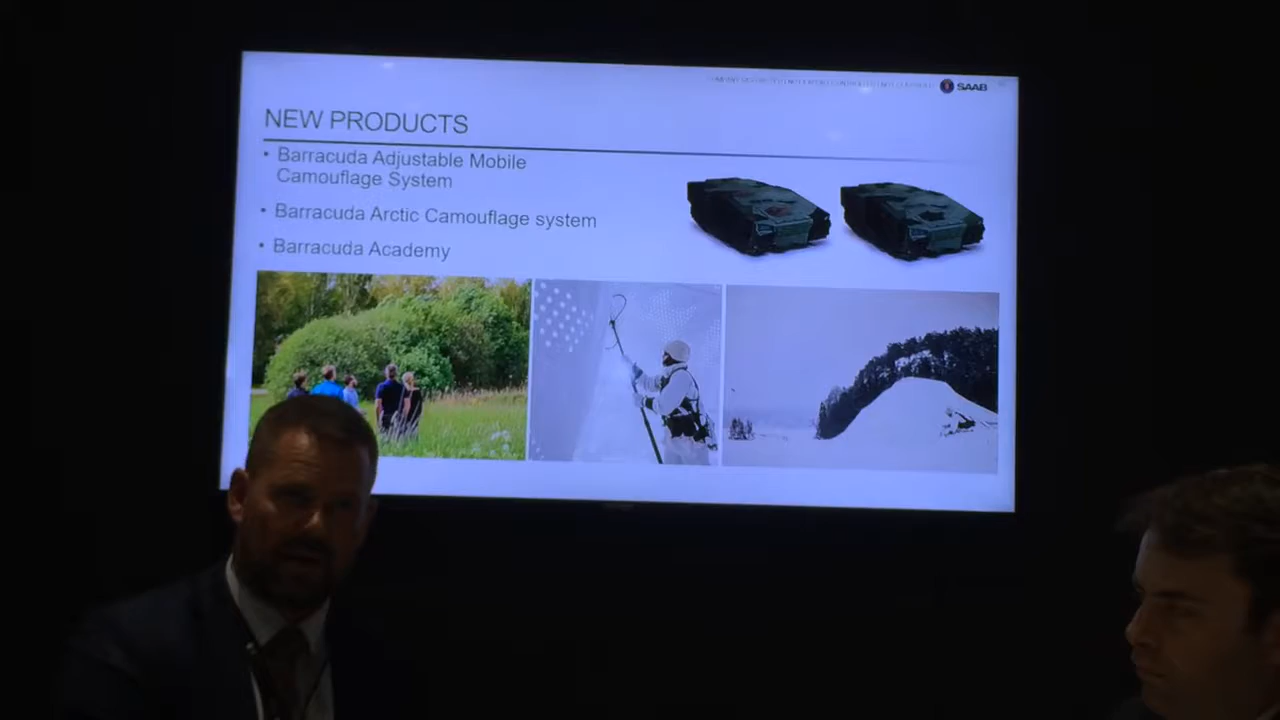 SAAB
NEW PRODUCTS
• Barracuda Adjustable Mobile
Camouflage System
• Barracuda Arctic Camouflage system
• Barracuda Academy